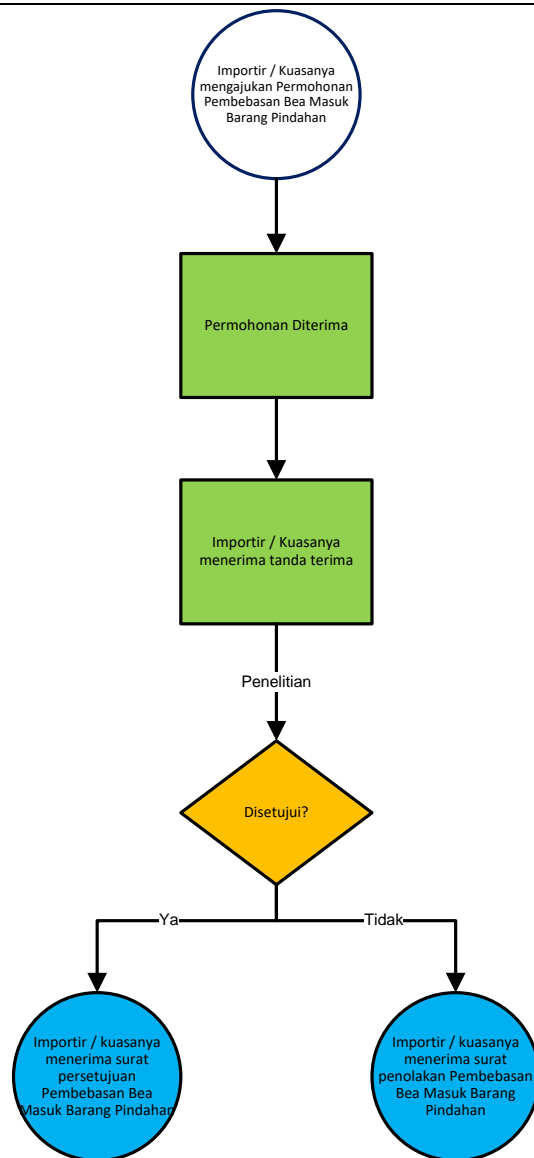 Importir / Kuasanya
mengajukan Permohonan
Pembebasan Bea Masuk
Barang Pindahan
Permohonan Diterima
Importir / Kuasanya
menerima tanda terima
Penelitian
Disetujui?
Ya
Tidak
Importir / kuasanya
menerima surat
persetujuan
Pembebasan Bea
Masuk Barang Pindahan
Importir / kuasanya
menerima surat
penolakan Pembebasan
Bea Masuk Barang
Pindahan